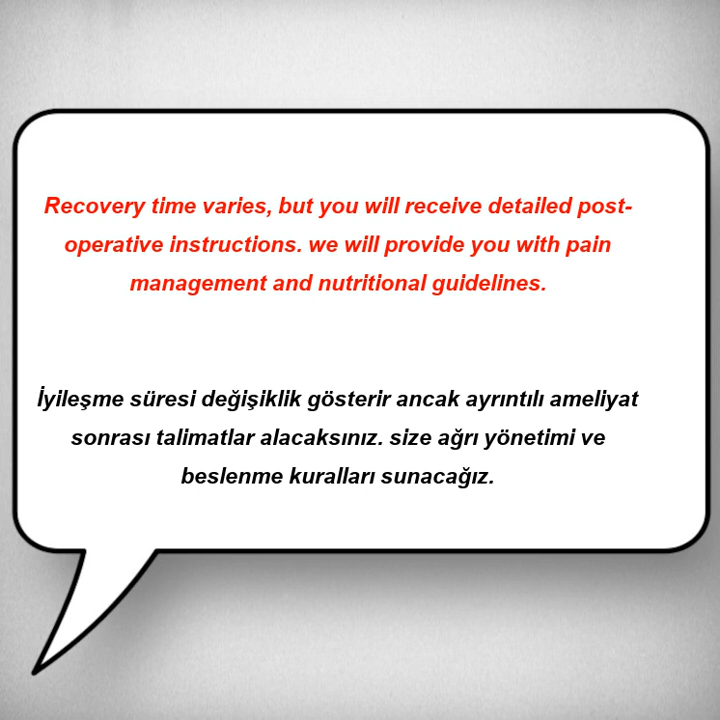 Recovery time varies, but you will receive detailed post-
operative instructions. we will provide you with pain
management and nutritional guidelines.
İyileşme süresi değişiklik gösterir ancak ayrıntılı ameliyat
sonrası talimatlar alacaksınız. size ağrı yönetimi ve
beslenme kuralları sunacağız.